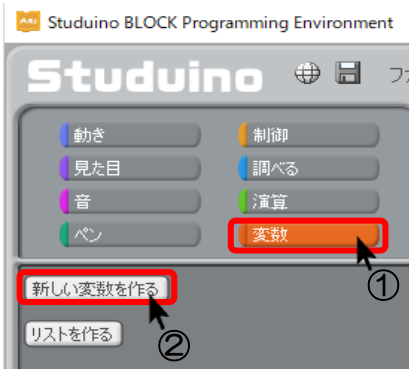 Studuino BLOCK Programming Environment
Studuino
動き 制御
見た目 調べる
音 演算
ペン 変数
①
新しい変数を作る
②
リストを作る